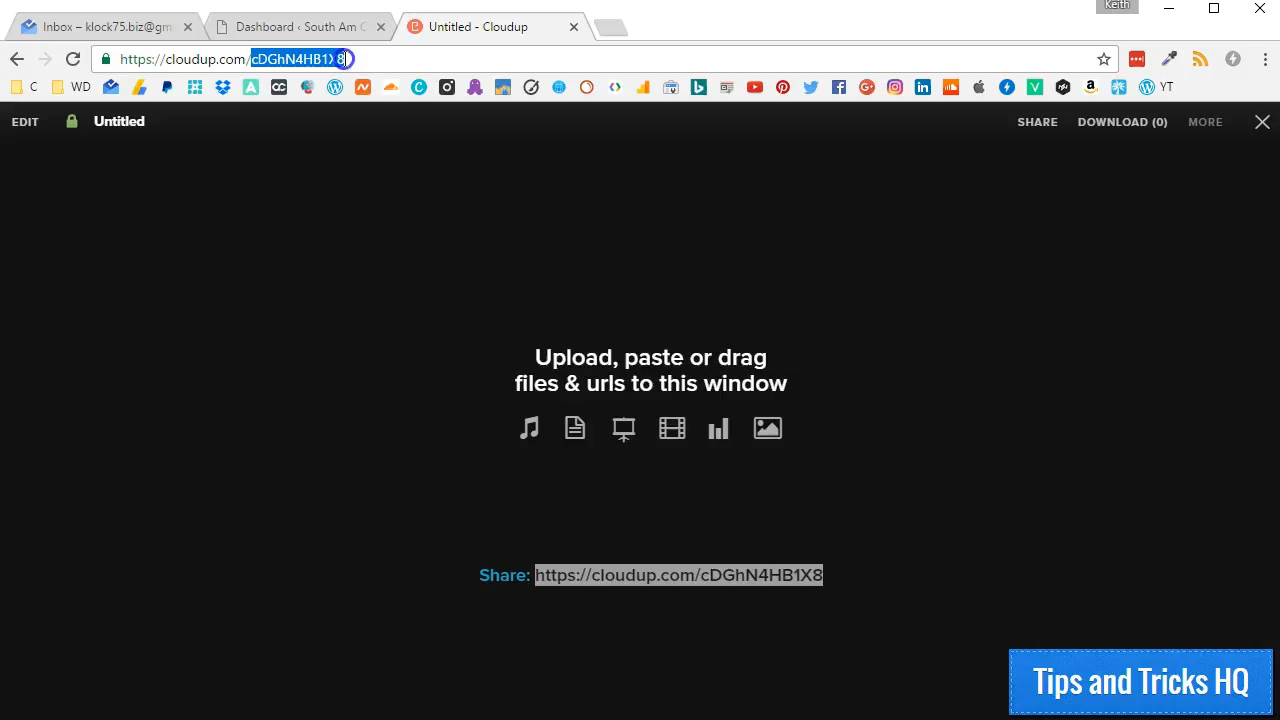 Keith
Inbox – klock75.biz@gm
Dashboard ‹ South Am C
Untitled - Cloudup
https://cloudup.com/cDGhN4HB1X8
C
WD
YT
EDIT
Untitled
SHARE
DOWNLOAD (0)
MORE
Upload, paste or drag
files & urls to this window
Share: https://cloudup.com/cDGhN4HB1X8
Tips and Tricks HQ